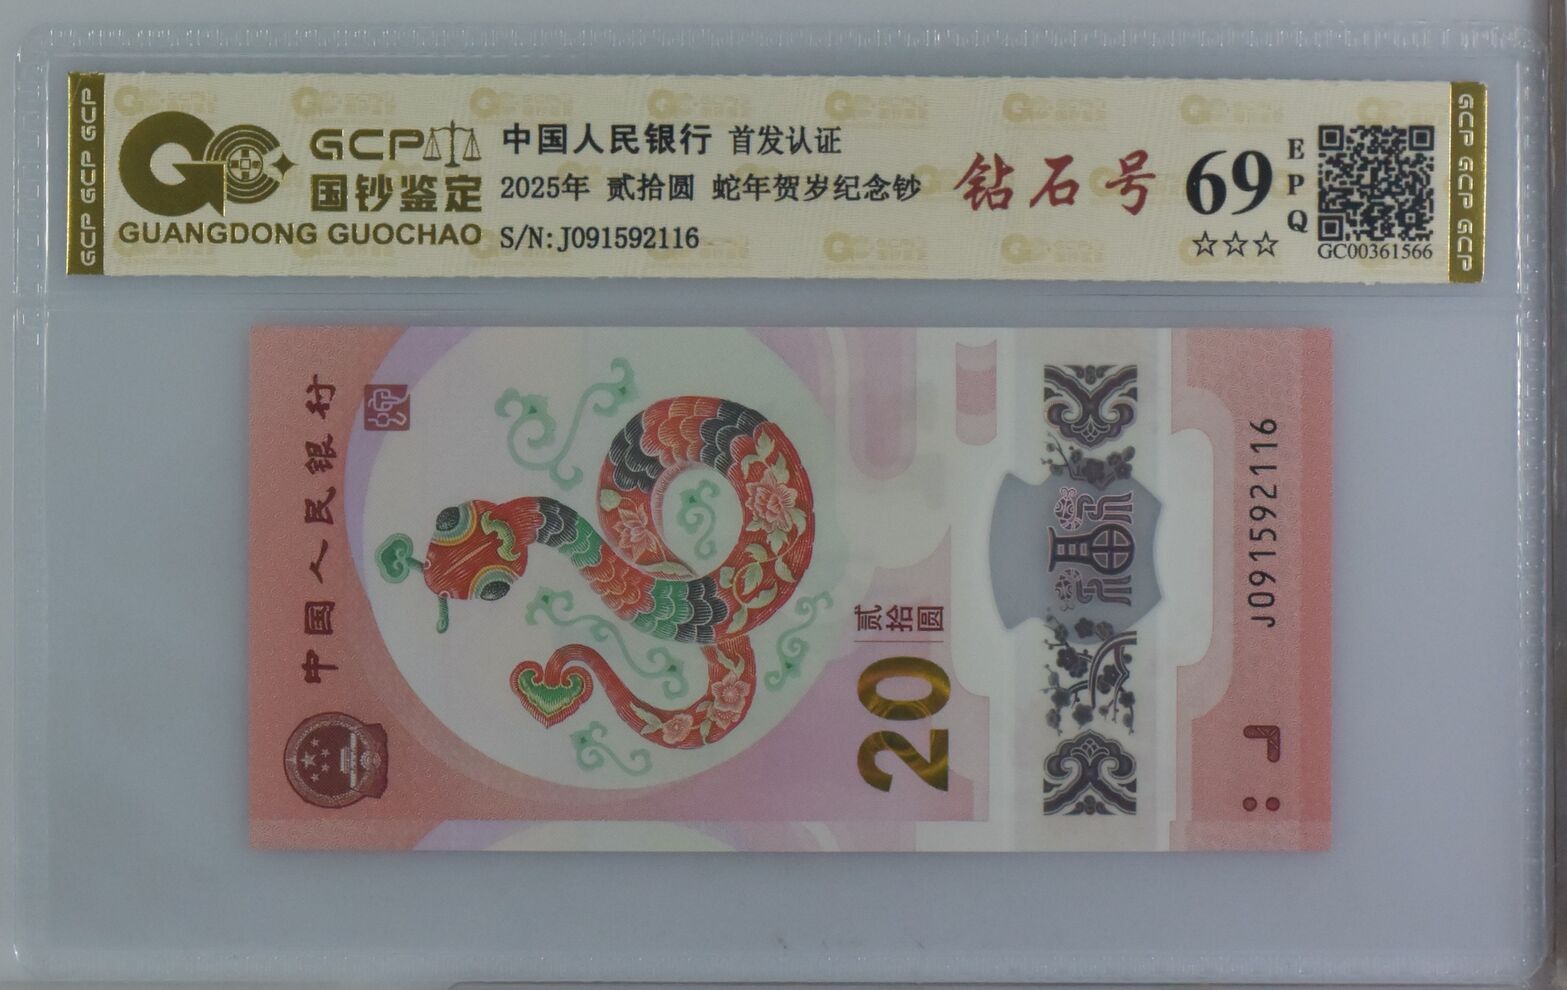 GCP GCP GCP
GCP
国钞鉴定
GUANGDONG GUOCHAO
中国人民银行 首发认证
2025年 贰拾圆 蛇年贺岁纪念钞
S/N:J091592116
钻石号
69
EPQ
☆☆☆
GC00361566
GCP GCP GCP
中国人民银行
贰拾圆
20
福
J091592116